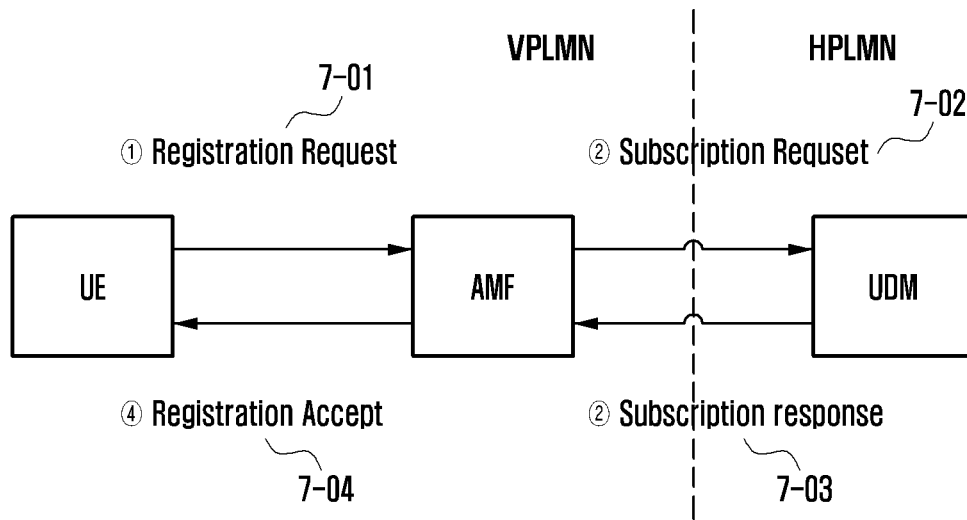 VPLMN
HPLMN
7-01
7-02
① Registration Request
② Subscription Requset
UE
AMF
UDM
④ Registration Accept
② Subscription response
7-04
7-03